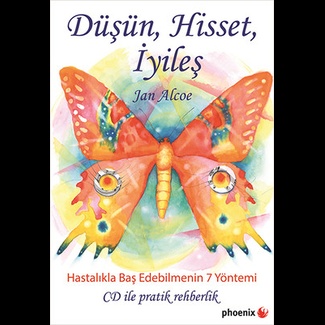 Düşün, Hisset,
İyileş
Jan Alcoe
Hastalıkla Baş Edebilmenin 7 Yöntemi
CD ile pratik rehberlik
phoenix